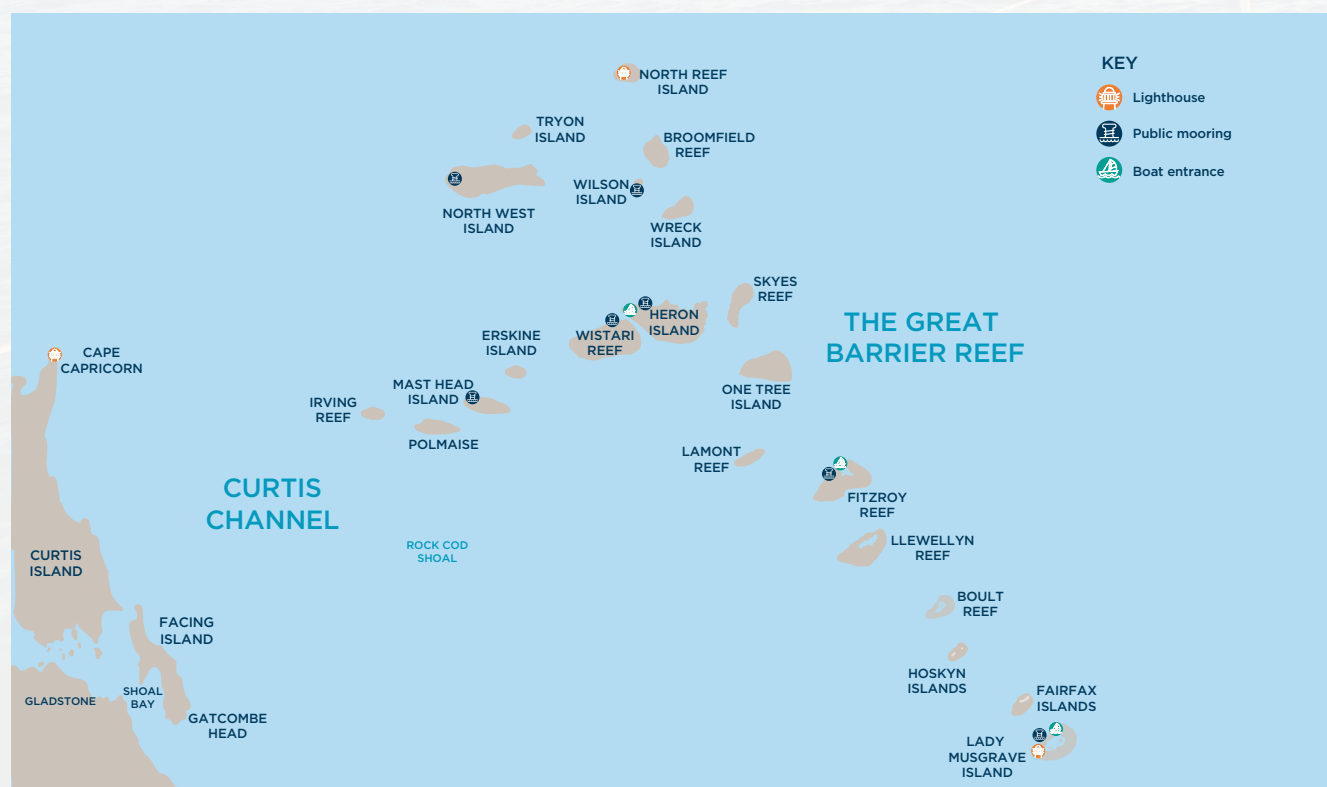 KEY
Lighthouse
Public mooring
Boat entrance
NORTH REEF
ISLAND
TRYON
ISLAND
BROOMFIELD
REEF
WILSON
ISLAND
NORTH WEST
ISLAND
WRECK
ISLAND
SKYES
REEF
HERON
ISLAND
WISTARI
REEF
THE GREAT
BARRIER REEF
ERSKINE
ISLAND
CAPE
CAPRICORN
MAST HEAD
ISLAND
ONE TREE
ISLAND
IRVING
REEF
POLMAISE
LAMONT
REEF
CURTIS
CHANNEL
FITZROY
REEF
ROCK COD
SHOAL
LLEWELLYN
REEF
CURTIS
ISLAND
BOULT
REEF
FACING
ISLAND
HOSKYN
ISLANDS
FAIRFAX
ISLANDS
GLADSTONE
SHOAL
BAY
GATCOMBE
HEAD
LADY
MUSGRAVE
ISLAND